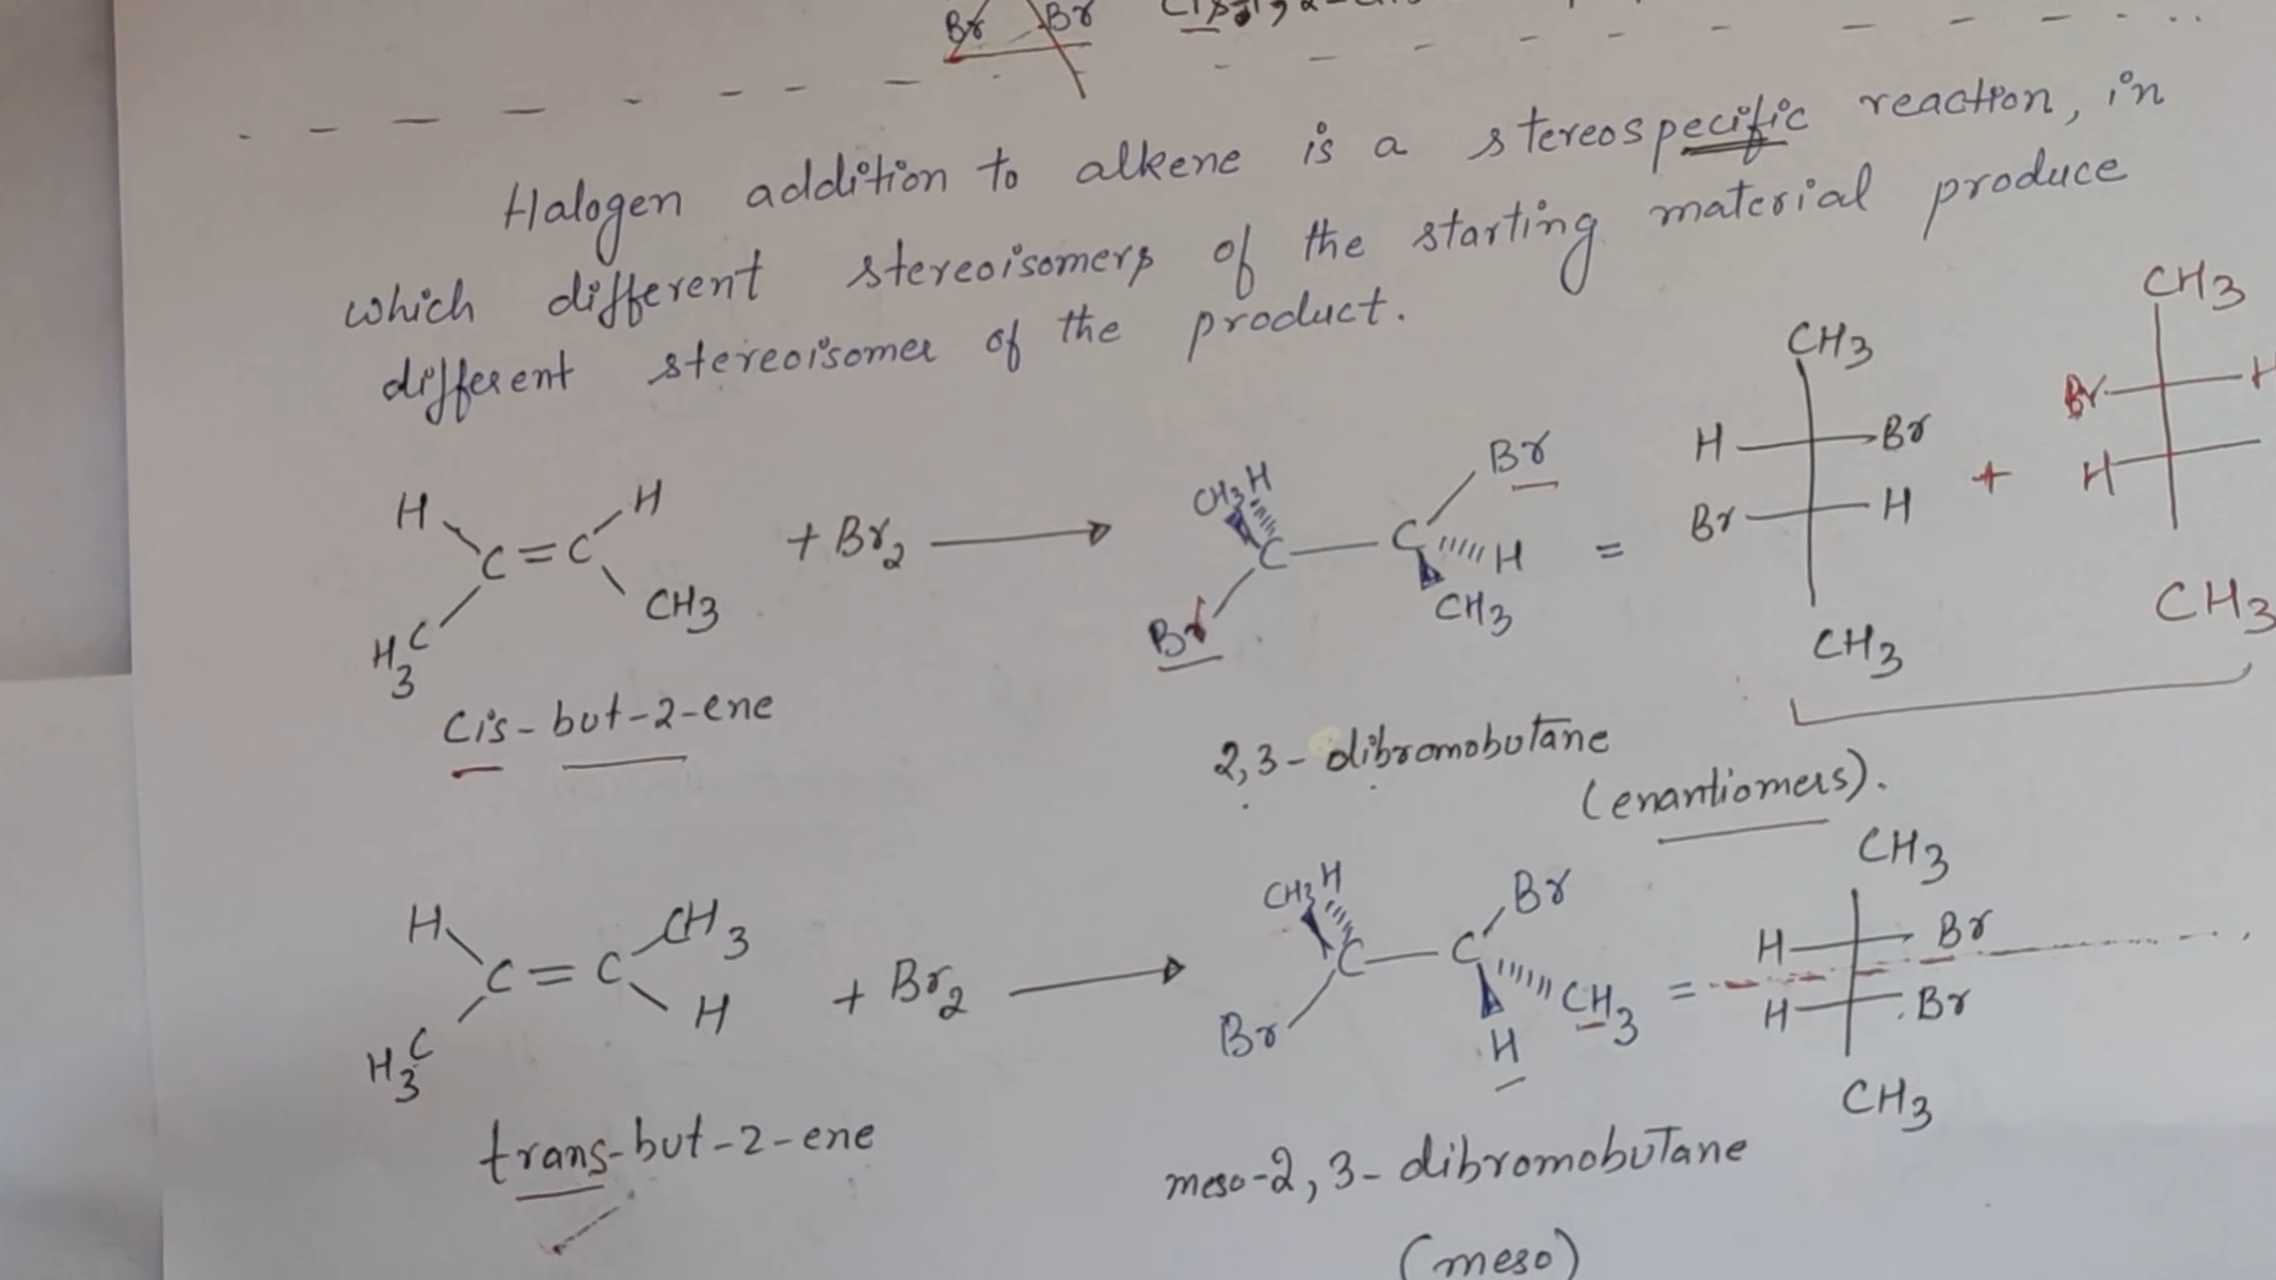 Br Br
Halogen addition to alkene is a stereospecific reaction, in
which different stereoisomers of the starting material produce
different stereoisomer of the product.
H H C=C H3C CH3 + Br2 CH3 H C C Br Br H CH3 = CH3 H Br Br H CH3 + CH3 Br H H CH3
cis-but-2-ene
2,3-dibromobutane
(enantiomers).
H CH3 C=C H3C H + Br2 CH3 H C C Br Br CH3 H = CH3 H Br H Br CH3
trans-but-2-ene
meso-2,3-dibromobutane
(meso)